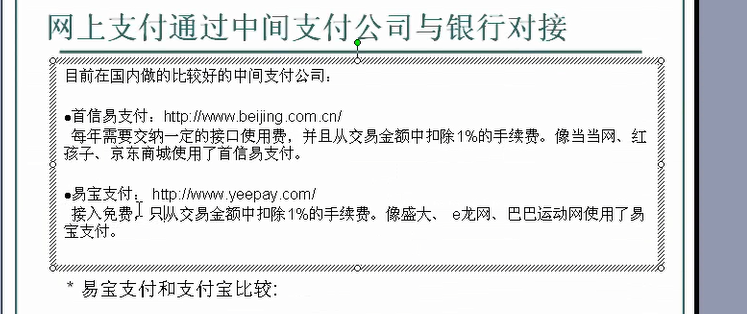 网上支付通过中间支付公司与银行对接
目前在国内做的比较好的中间支付公司：
●首信易支付：http://www.beijing.com.cn/
每年需要交纳一定的接口使用费，并且从交易金额中扣除1%的手续费。像当当网、红
孩子、京东商城使用了首信易支付。
●易宝支付： http://www.yeepay.com/
接入免费，只从交易金额中扣除1%的手续费。像盛大、 e龙网、巴巴运动网使用了易
宝支付。
* 易宝支付和支付宝比较: